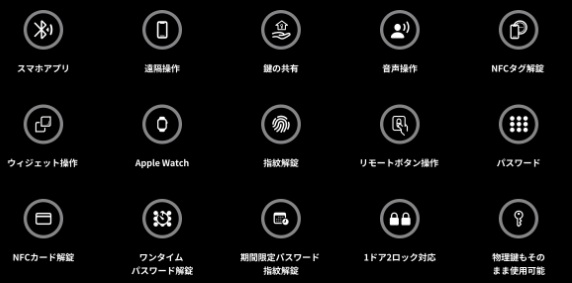 スマホアプリ
遠隔操作
鍵の共有
音声操作
NFCタグ解錠
ウィジェット操作
Apple Watch
指紋解錠
リモートボタン操作
パスワード
NFCカード解錠
ワンタイム
パスワード解錠
期間限定パスワード
指紋解錠
1ドア2ロック対応
物理鍵もその
まま使用可能